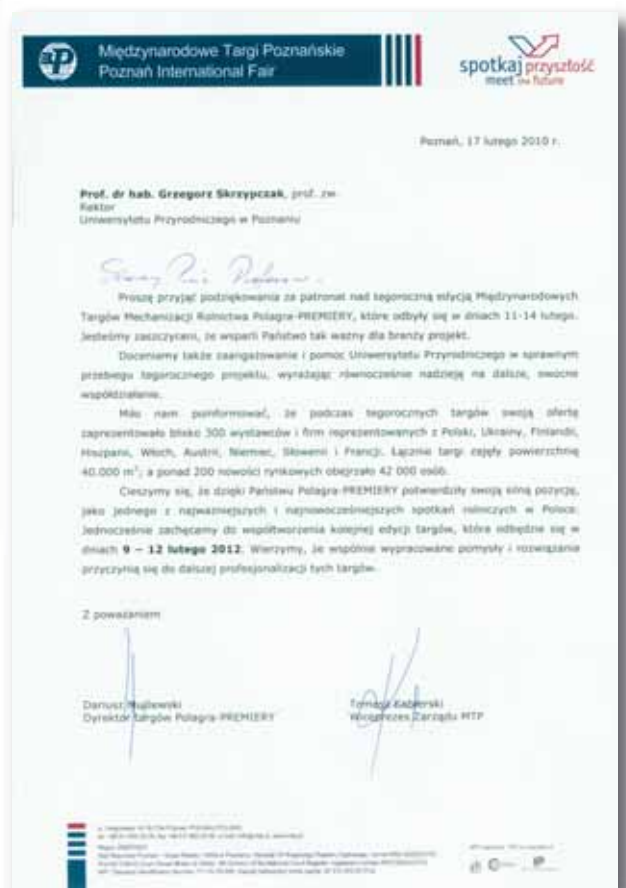 Międzynarodowe Targi Poznańskie
Poznań International Fair
spotkaj przyszłość
meet the future
Poznań, 17 lutego 2010 r.
Prof. dr hab. Grzegorz Skrzypczak, prof. zw.
Rektor
Uniwersytetu Przyrodniczego w Poznaniu
Proszę przyjąć podziękowania za patronat nad tegoroczną edycją Międzynarodowych
Targów Mechanizacji Rolnictwa Polagra-PREMIERY, które odbyły się w dniach 11-14 lutego.
Jesteśmy zaszczyceni, że wsparli Państwo tak ważny dla branży projekt.
Doceniamy także zaangażowanie i pomoc Uniwersytetu Przyrodniczego w sprawnym
przebiegu tegorocznego projektu, wyrażając równocześnie nadzieję na dalsze, owocne
współdziałanie.
Miło nam poinformować, że podczas tegorocznych targów swoją ofertę
zaprezentowało blisko 300 wystawców i firm reprezentowanych z Polski, Ukrainy, Finlandii,
Hiszpanii, Włoch, Austrii, Niemiec, Słowenii i Francji. Łącznie targi zajęły powierzchnię
40.000 m², a ponad 200 nowości rynkowych obejrzało 42 000 osób.
Cieszymy się, że dzięki Państwu Polagra-PREMIERY potwierdziły swoją silną pozycję,
jako jednego z najważniejszych i najnowocześniejszych spotkań rolniczych w Polsce.
Jednocześnie zachęcamy do współtworzenia kolejnej edycji targów, która odbędzie się w
dniach 9 – 12 lutego 2012. Wierzymy, że wspólnie wypracowane pomysły i rozwiązania
przyczynią się do dalszej profesjonalizacji tych targów.
Z poważaniem
Dariusz
Tomasz
Dyrektor targów Polagra-PREMIERY
Wiceprezes Zarządu MTP